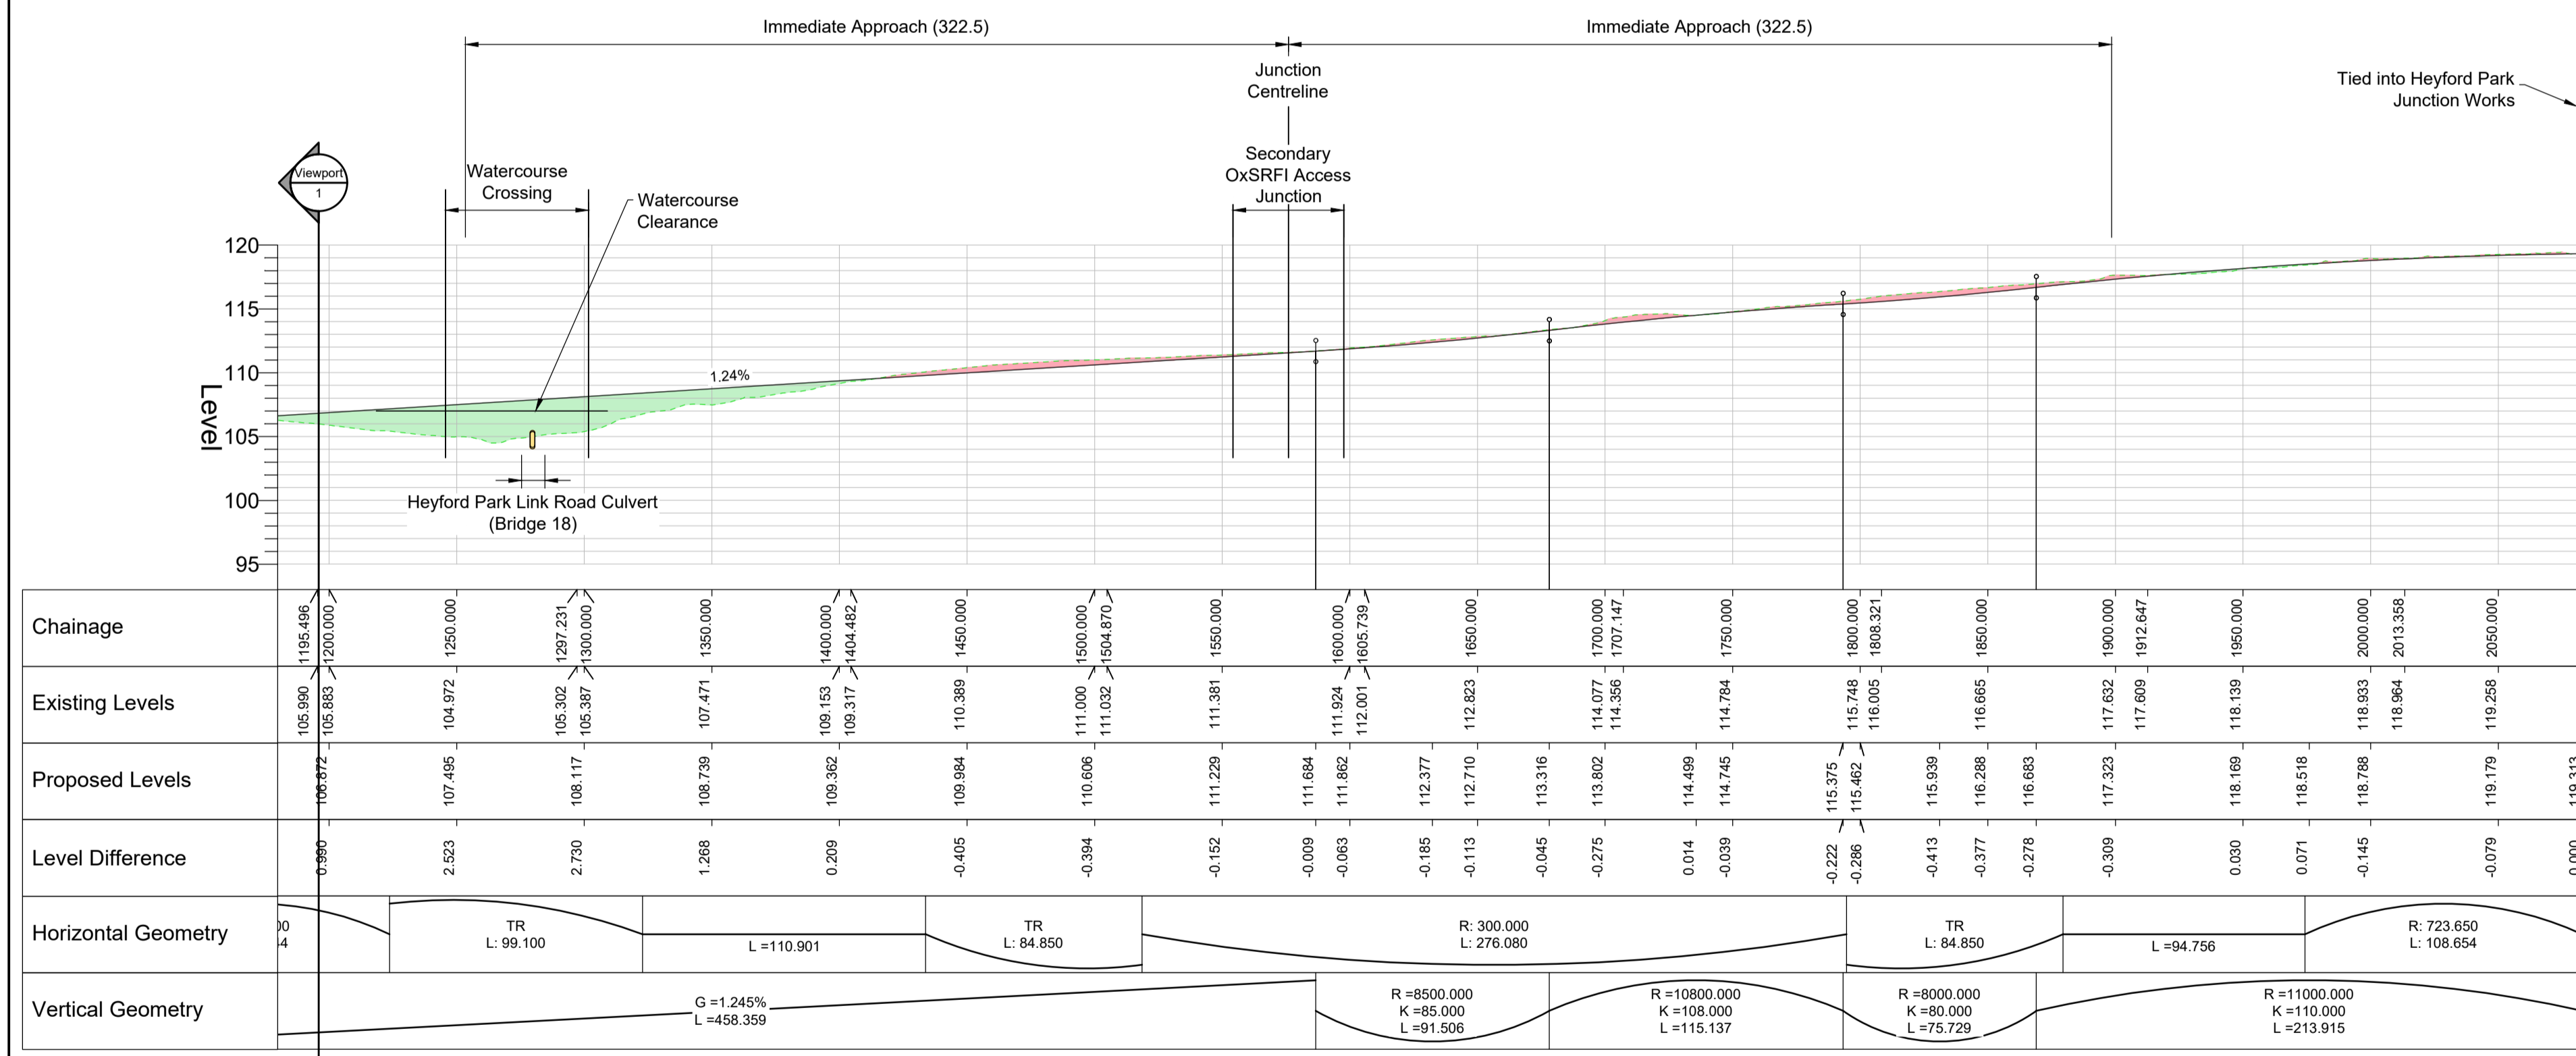 Immediate Approach (322.5)
Immediate Approach (322.5)
Junction
Centreline
Tied into Heyford Park
Junction Works
Secondary
OxSRFI Access
Junction
Viewport
1
Watercourse
Crossing
Watercourse
Clearance
1.24%
Heyford Park Link Road Culvert
(Bridge 18)
Level
120
115
110
105
100
95
Chainage
1195.496
1200.000
1250.000
1297.231
1300.000
1350.000
1400.000
1404.482
1450.000
1500.000
1504.870
1550.000
1600.000
1605.739
1650.000
1700.000
1707.147
1750.000
1800.000
1808.321
1850.000
1900.000
1912.647
1950.000
2000.000
2013.358
2050.000
Existing Levels
105.990
105.883
104.972
105.302
105.387
107.471
109.153
109.317
110.389
111.000
111.032
111.381
111.924
112.001
112.823
114.077
114.356
114.784
115.748
116.005
116.665
117.632
117.609
118.139
118.933
118.964
119.258
Proposed Levels
106.872
107.495
108.117
108.739
109.362
109.984
110.606
111.229
111.684
111.862
112.377
112.710
113.316
113.802
114.499
114.745
115.375
115.462
115.939
116.288
116.683
117.323
118.169
118.518
118.788
119.179
119.313
Level Difference
0.990
2.523
2.730
1.268
0.209
-0.405
-0.394
-0.152
-0.009
-0.063
-0.185
-0.113
-0.045
-0.275
0.014
-0.039
-0.222
-0.286
-0.413
-0.377
-0.278
-0.309
0.030
0.071
-0.145
-0.079
0.000
Horizontal Geometry
TR
L: 99.100
L =110.901
TR
L: 84.850
R: 300.000
L: 276.080
TR
L: 84.850
L =94.756
R: 723.650
L: 108.654
Vertical Geometry
G =1.245%
L =458.359
R =8500.000
K =85.000
L =91.506
R =10800.000
K =108.000
L =115.137
R =8000.000
K =80.000
L =75.729
R =11000.000
K =110.000
L =213.915